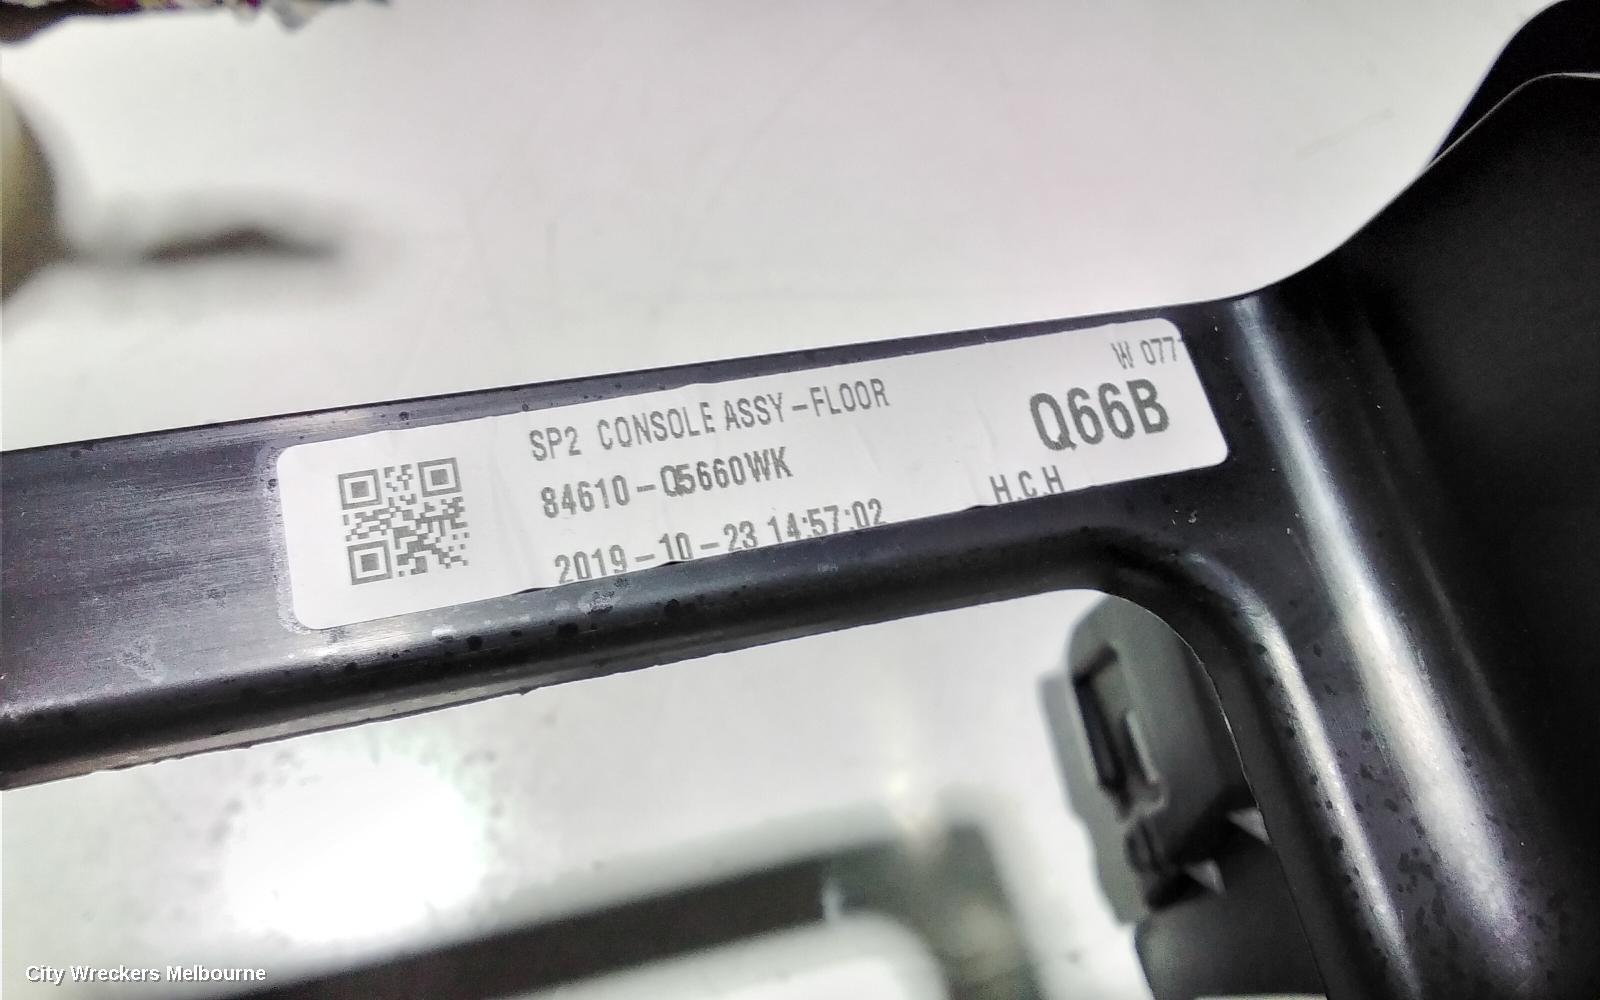 W 077
SP2 CONSOLE ASSY-FLOOR
Q66B
84610-Q5660WK
H.C.H
2019-10-23 14:57:02
City Wreckers Melbourne